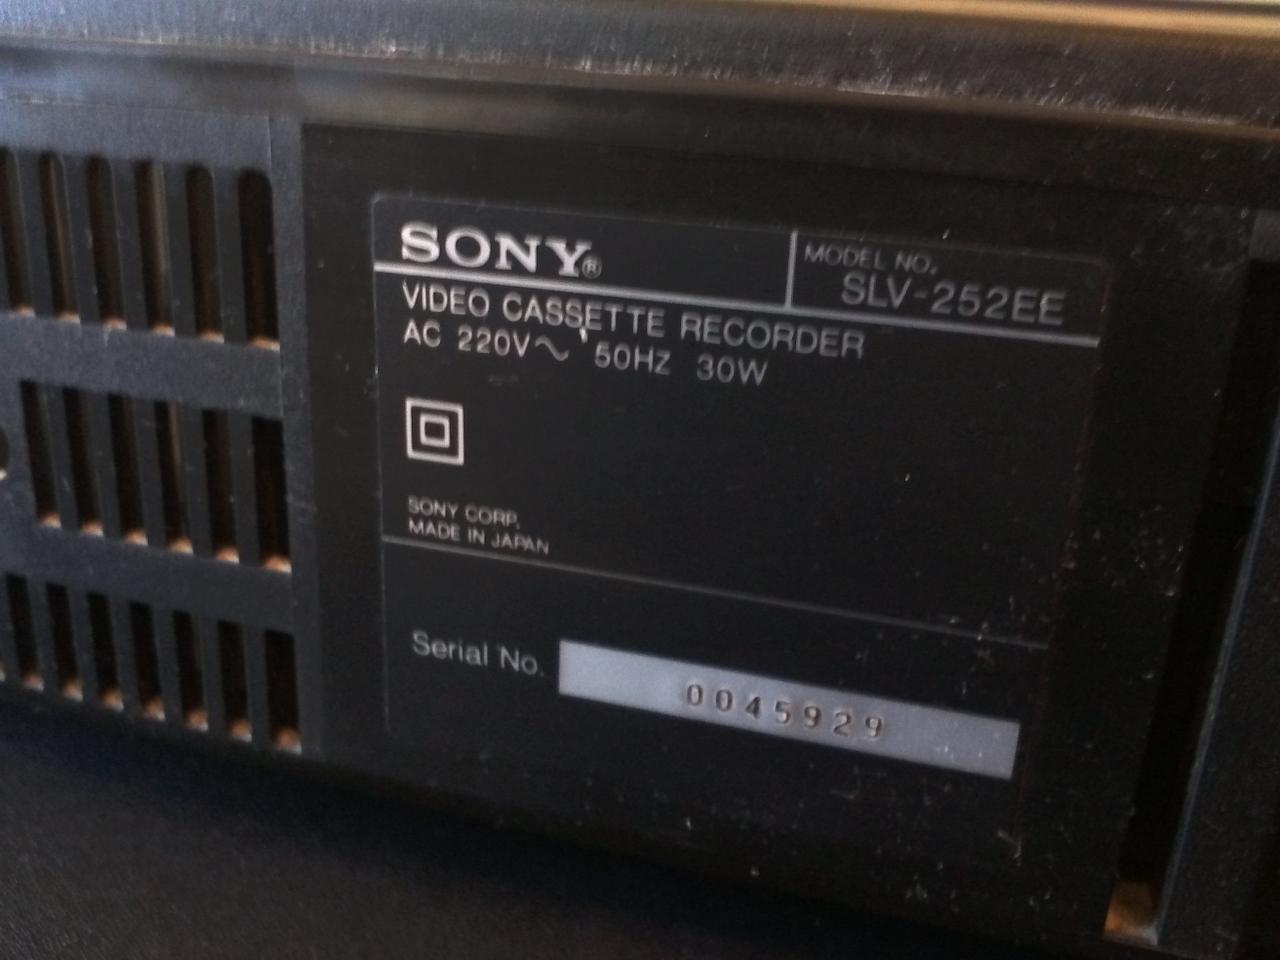 SONY®
MODEL NO.
SLV-252EE
VIDEO CASSETTE RECORDER
AC 220V～ 50HZ 30W
SONY CORP.
MADE IN JAPAN
Serial No.
0045929